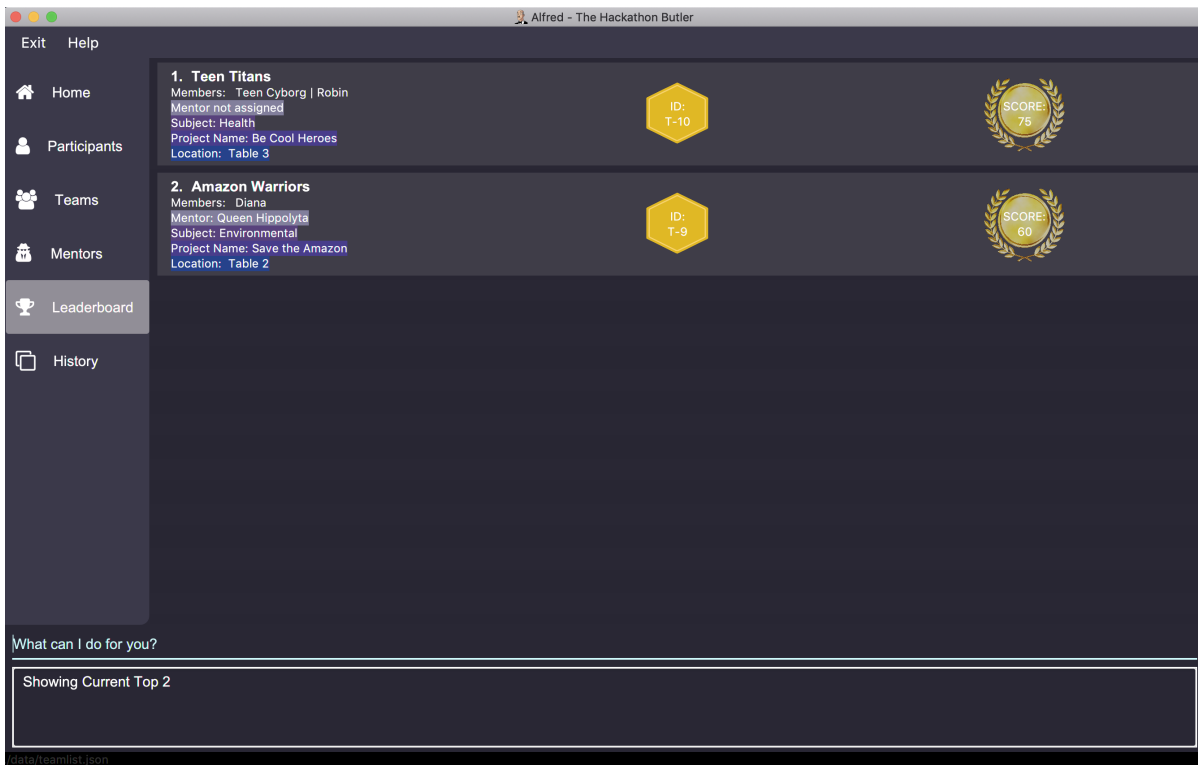 Alfred - The Hackathon Butler
Exit Help
Home
Participants
Teams
Mentors
Leaderboard
History
1. Teen Titans
Members: Teen Cyborg | Robin
Mentor not assigned
Subject: Health
Project Name: Be Cool Heroes
Location: Table 3
ID:
T-10
SCORE:
75
2. Amazon Warriors
Members: Diana
Mentor: Queen Hippolyta
Subject: Environmental
Project Name: Save the Amazon
Location: Table 2
ID:
T-9
SCORE:
60
What can I do for you?
Showing Current Top 2
/data/teamlist.json